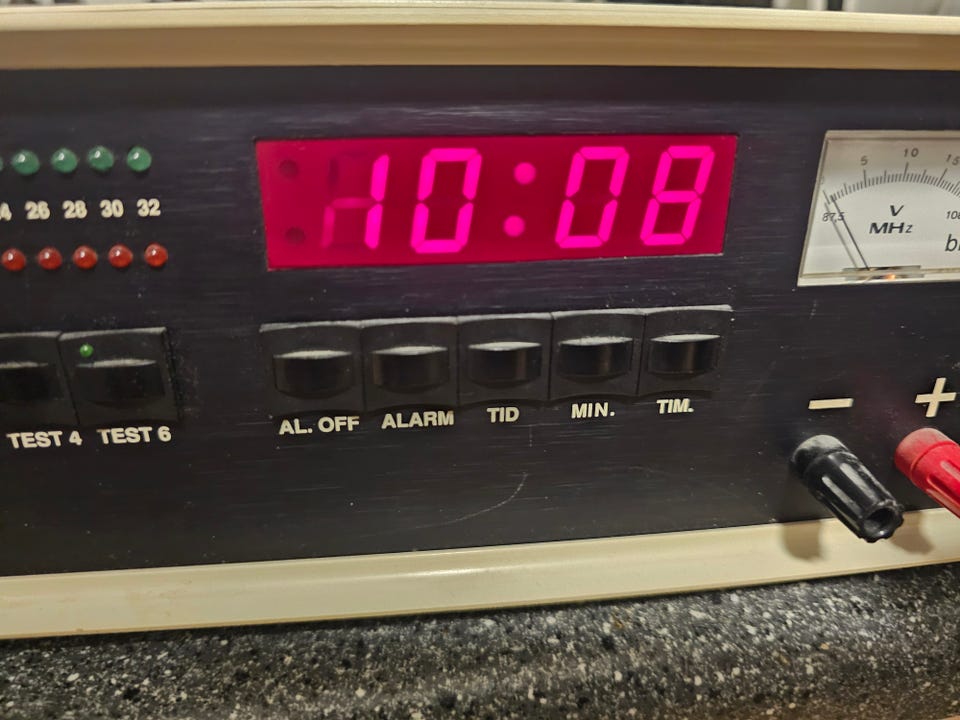 10:08
26 28 30 32
5 10 15
87,5
V
MHz
TEST 4 TEST 6
AL. OFF ALARM TID MIN. TIM.
− +